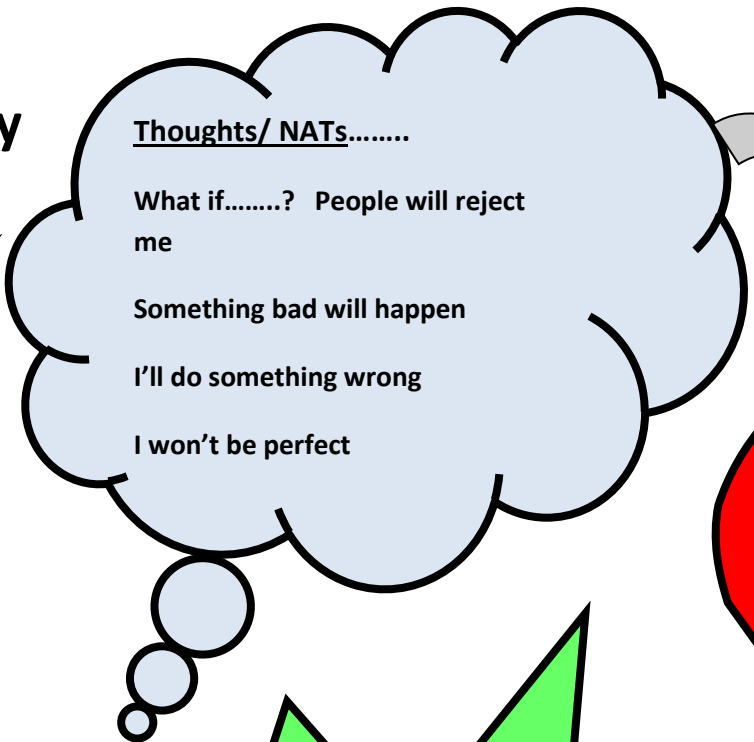 y
Thoughts/ NATs……..
What if……..? People will reject
me
Something bad will happen
I’ll do something wrong
I won’t be perfect